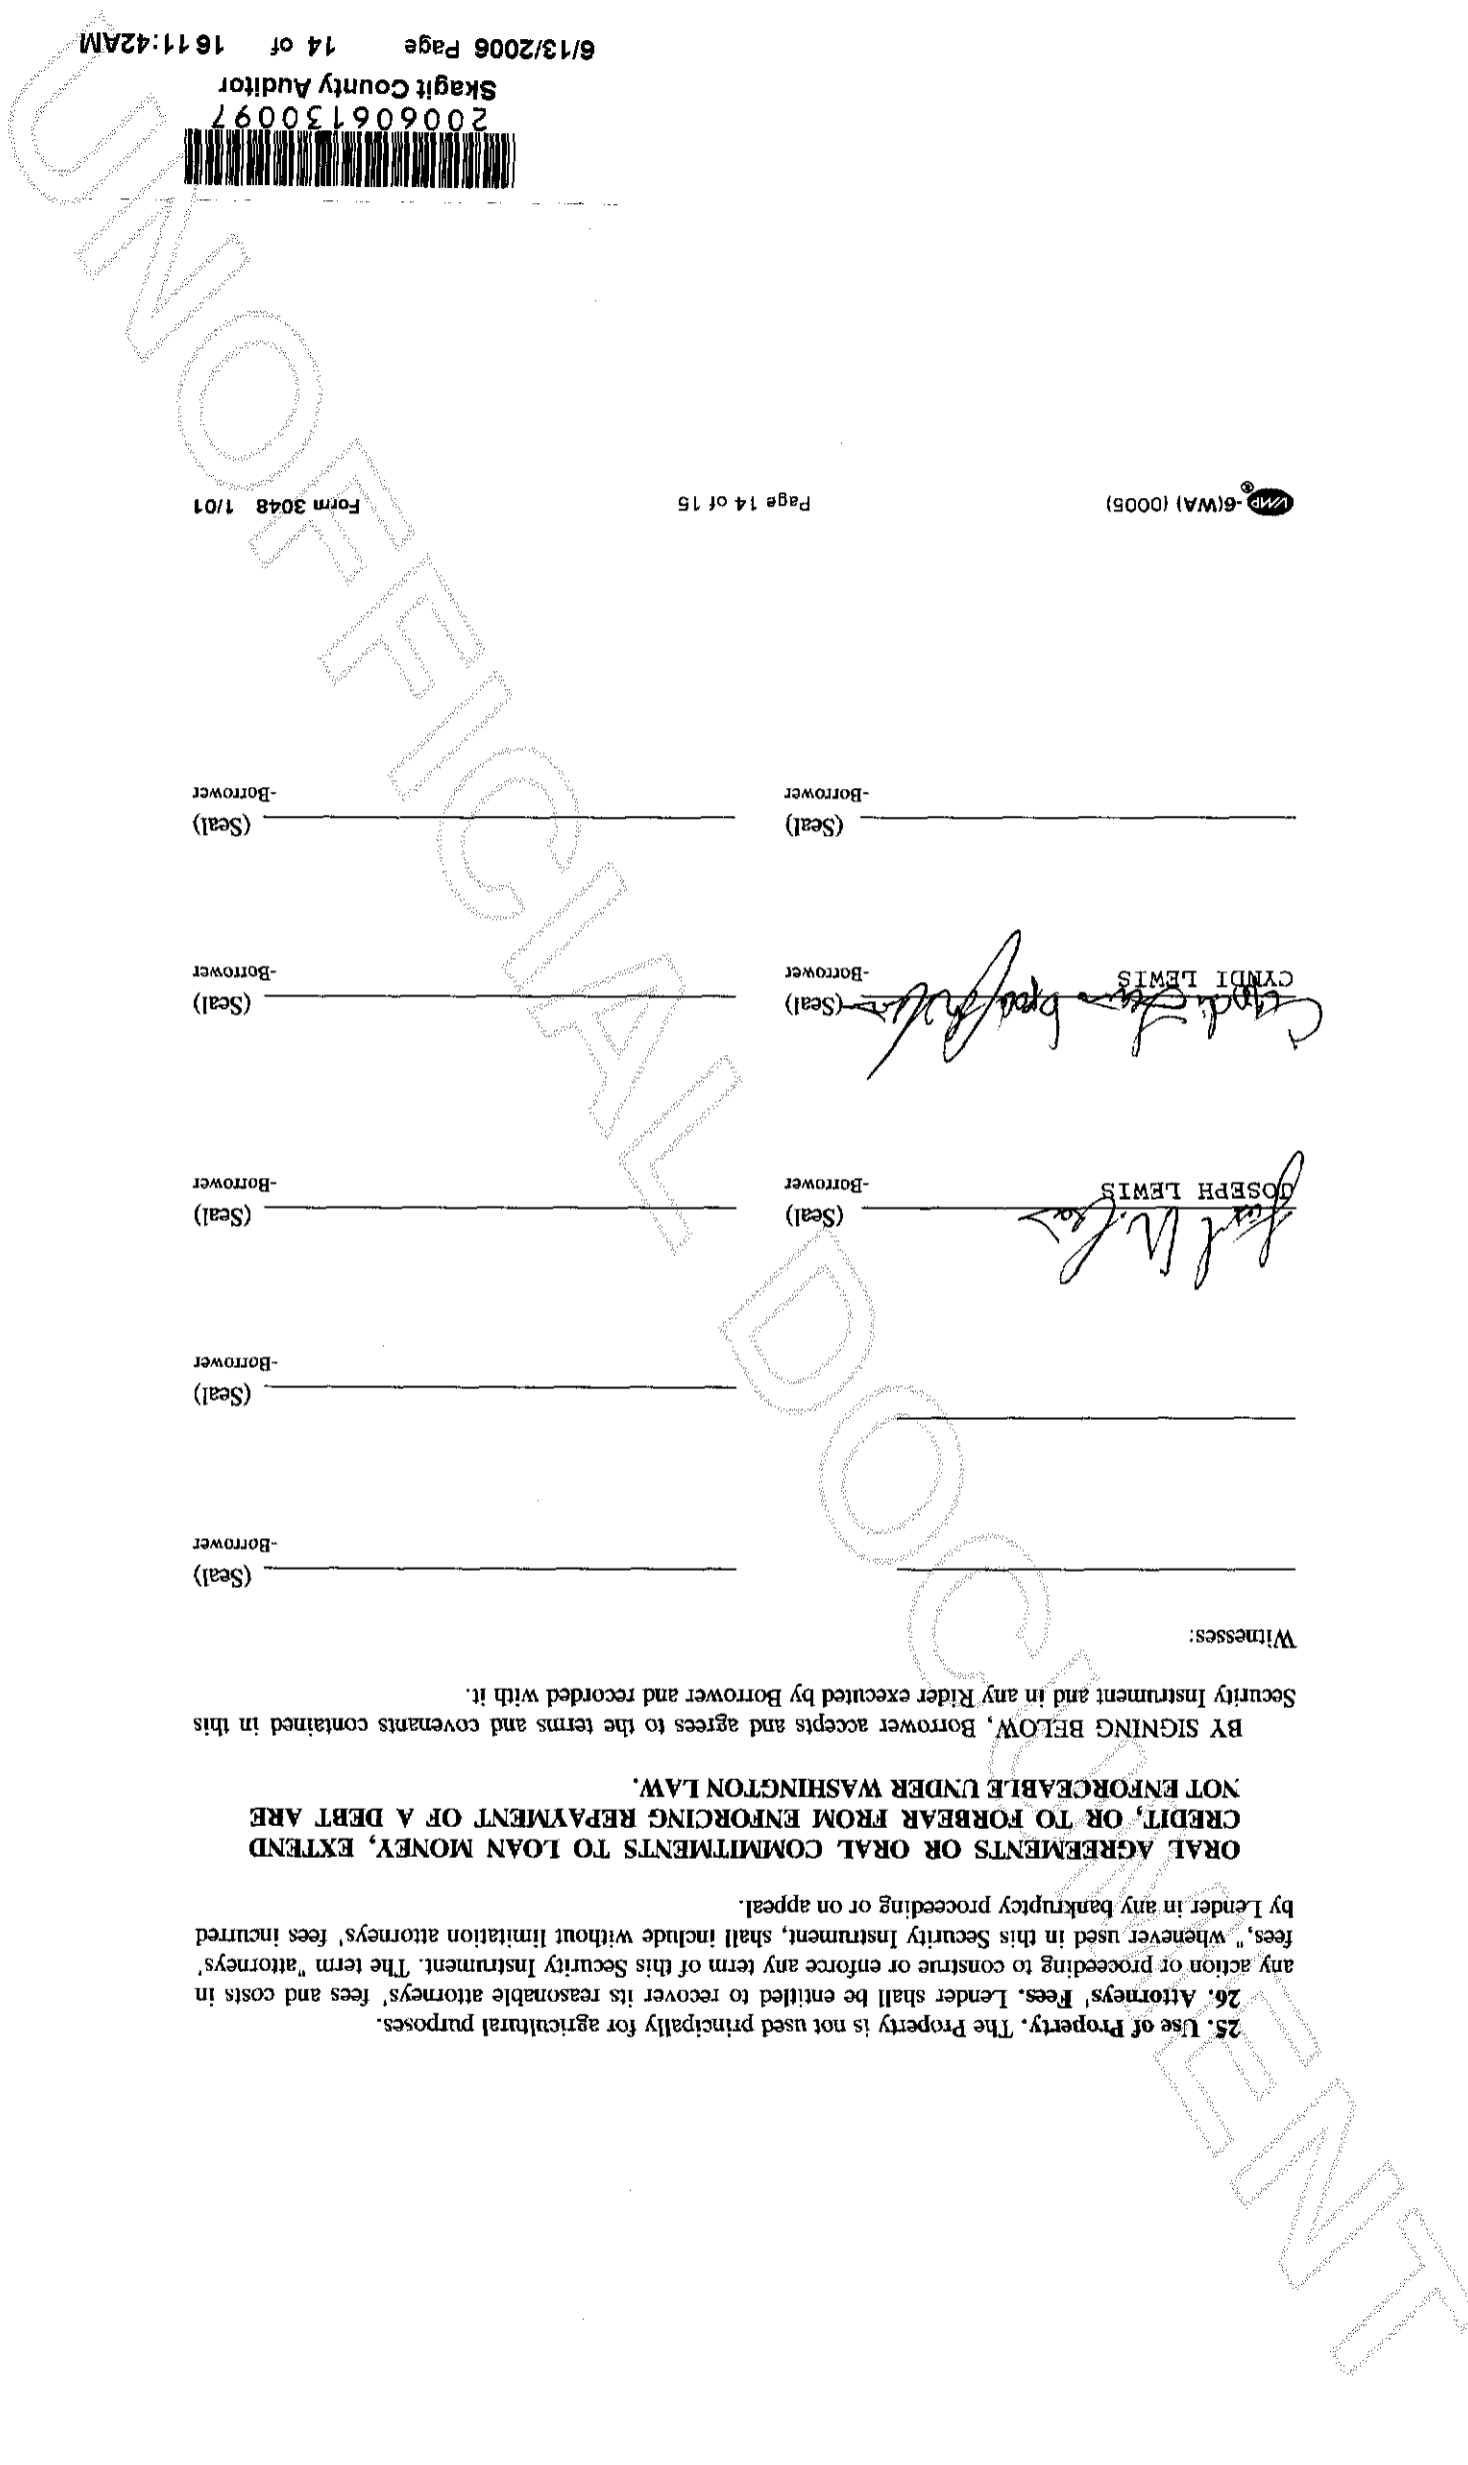 25. Use of Property. The Property is not used principally for agricultural purposes.
26. Attorneys' Fees. Lender shall be entitled to recover its reasonable attorneys' fees and costs in
any action or proceeding to construe or enforce any term of this Security Instrument. The term "attorneys'
fees," whenever used in this Security Instrument, shall include without limitation attorneys' fees incurred
by Lender in any bankruptcy proceeding or on appeal.
ORAL AGREEMENTS OR ORAL COMMITMENTS TO LOAN MONEY, EXTEND
CREDIT, OR TO FORBEAR FROM ENFORCING REPAYMENT OF A DEBT ARE
NOT ENFORCEABLE UNDER WASHINGTON LAW.
BY SIGNING BELOW, Borrower accepts and agrees to the terms and covenants contained in this
Security Instrument and in any Rider executed by Borrower and recorded with it.
Witnesses:
(Seal)
-Borrower
(Seal)
-Borrower
(Seal) (Seal)
JOSEPH LEWIS -Borrower -Borrower
Cyndi Lewis (Seal) (Seal)
CYNDI LEWIS -Borrower -Borrower
(Seal) (Seal)
-Borrower -Borrower
VMP®-6(WA) (0005) Page 14 of 15 Form 3048 1/01
200606130097
Skagit County Auditor
6/13/2006 Page 14 of 16 11:42AM
UNOFFICIAL DOCUMENT